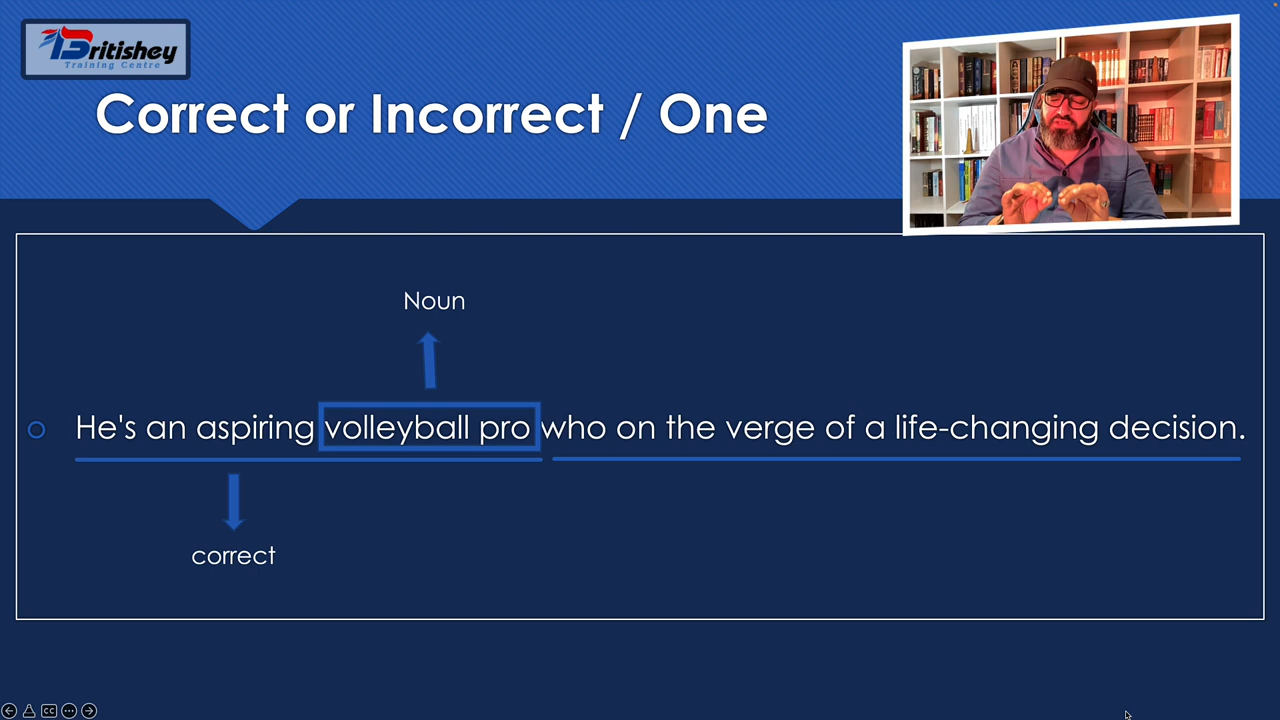 Britishey
Training Centre
Correct or Incorrect / One
Noun
He's an aspiring volleyball pro who on the verge of a life-changing decision.
correct
CC